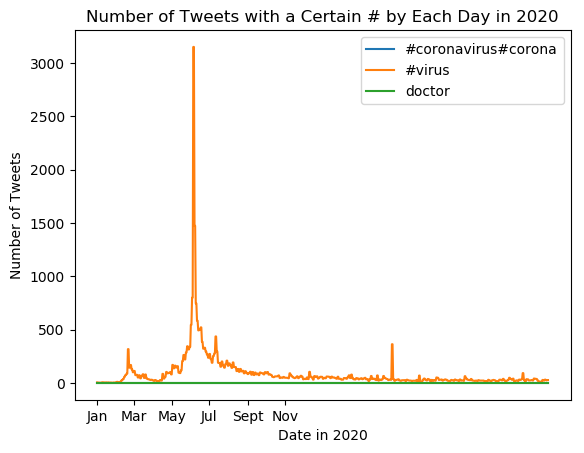 Number of Tweets with a Certain # by Each Day in 2020
#coronavirus#corona
#virus
doctor
Number of Tweets
3000
2500
2000
1500
1000
500
0
Jan Mar May Jul Sept Nov
Date in 2020